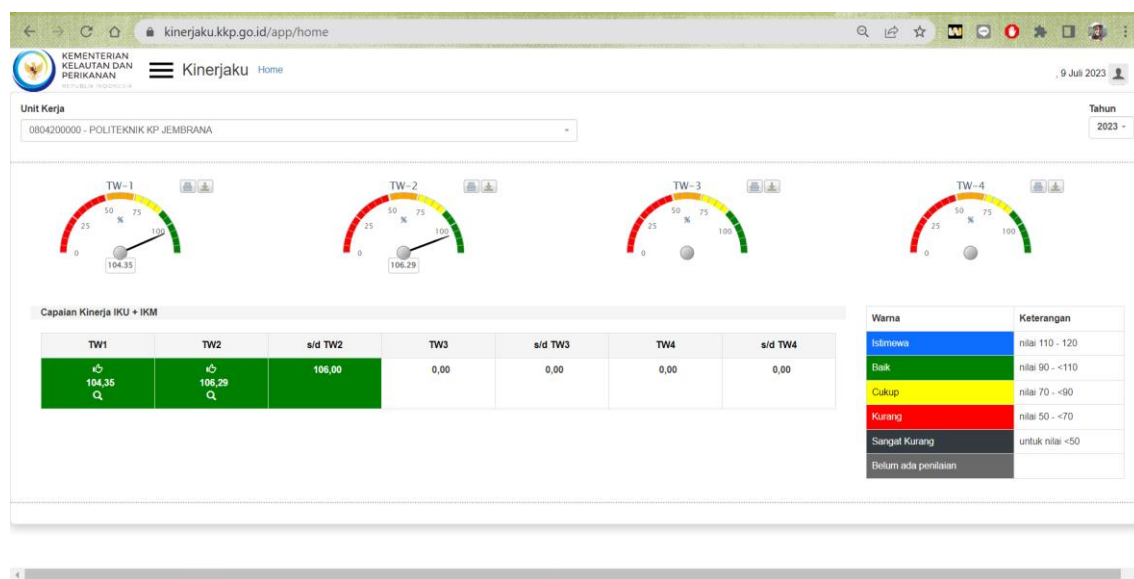 kinerjaku.kkp.go.id/app/home
KEMENTERIAN
KELAUTAN DAN
PERIKANAN
REPUBLIK INDONESIA
Kinerjaku Home
, 9 Juli 2023
Unit Kerja
Tahun
0804200000 - POLITEKNIK KP JEMBRANA
2023
TW-1
0 25 50 75 100
%
104.35
TW-2
0 25 50 75 100
%
106.29
TW-3
0 25 50 75 100
%
TW-4
0 25 50 75 100
%
Capaian Kinerja IKU + IKM
TW1 TW2 s/d TW2 TW3 s/d TW3 TW4 s/d TW4
104,35 106,29 106,00 0,00 0,00 0,00 0,00
Warna Keterangan
Istimewa nilai 110 - 120
Baik nilai 90 - <110
Cukup nilai 70 - <90
Kurang nilai 50 - <70
Sangat Kurang untuk nilai <50
Belum ada penilaian